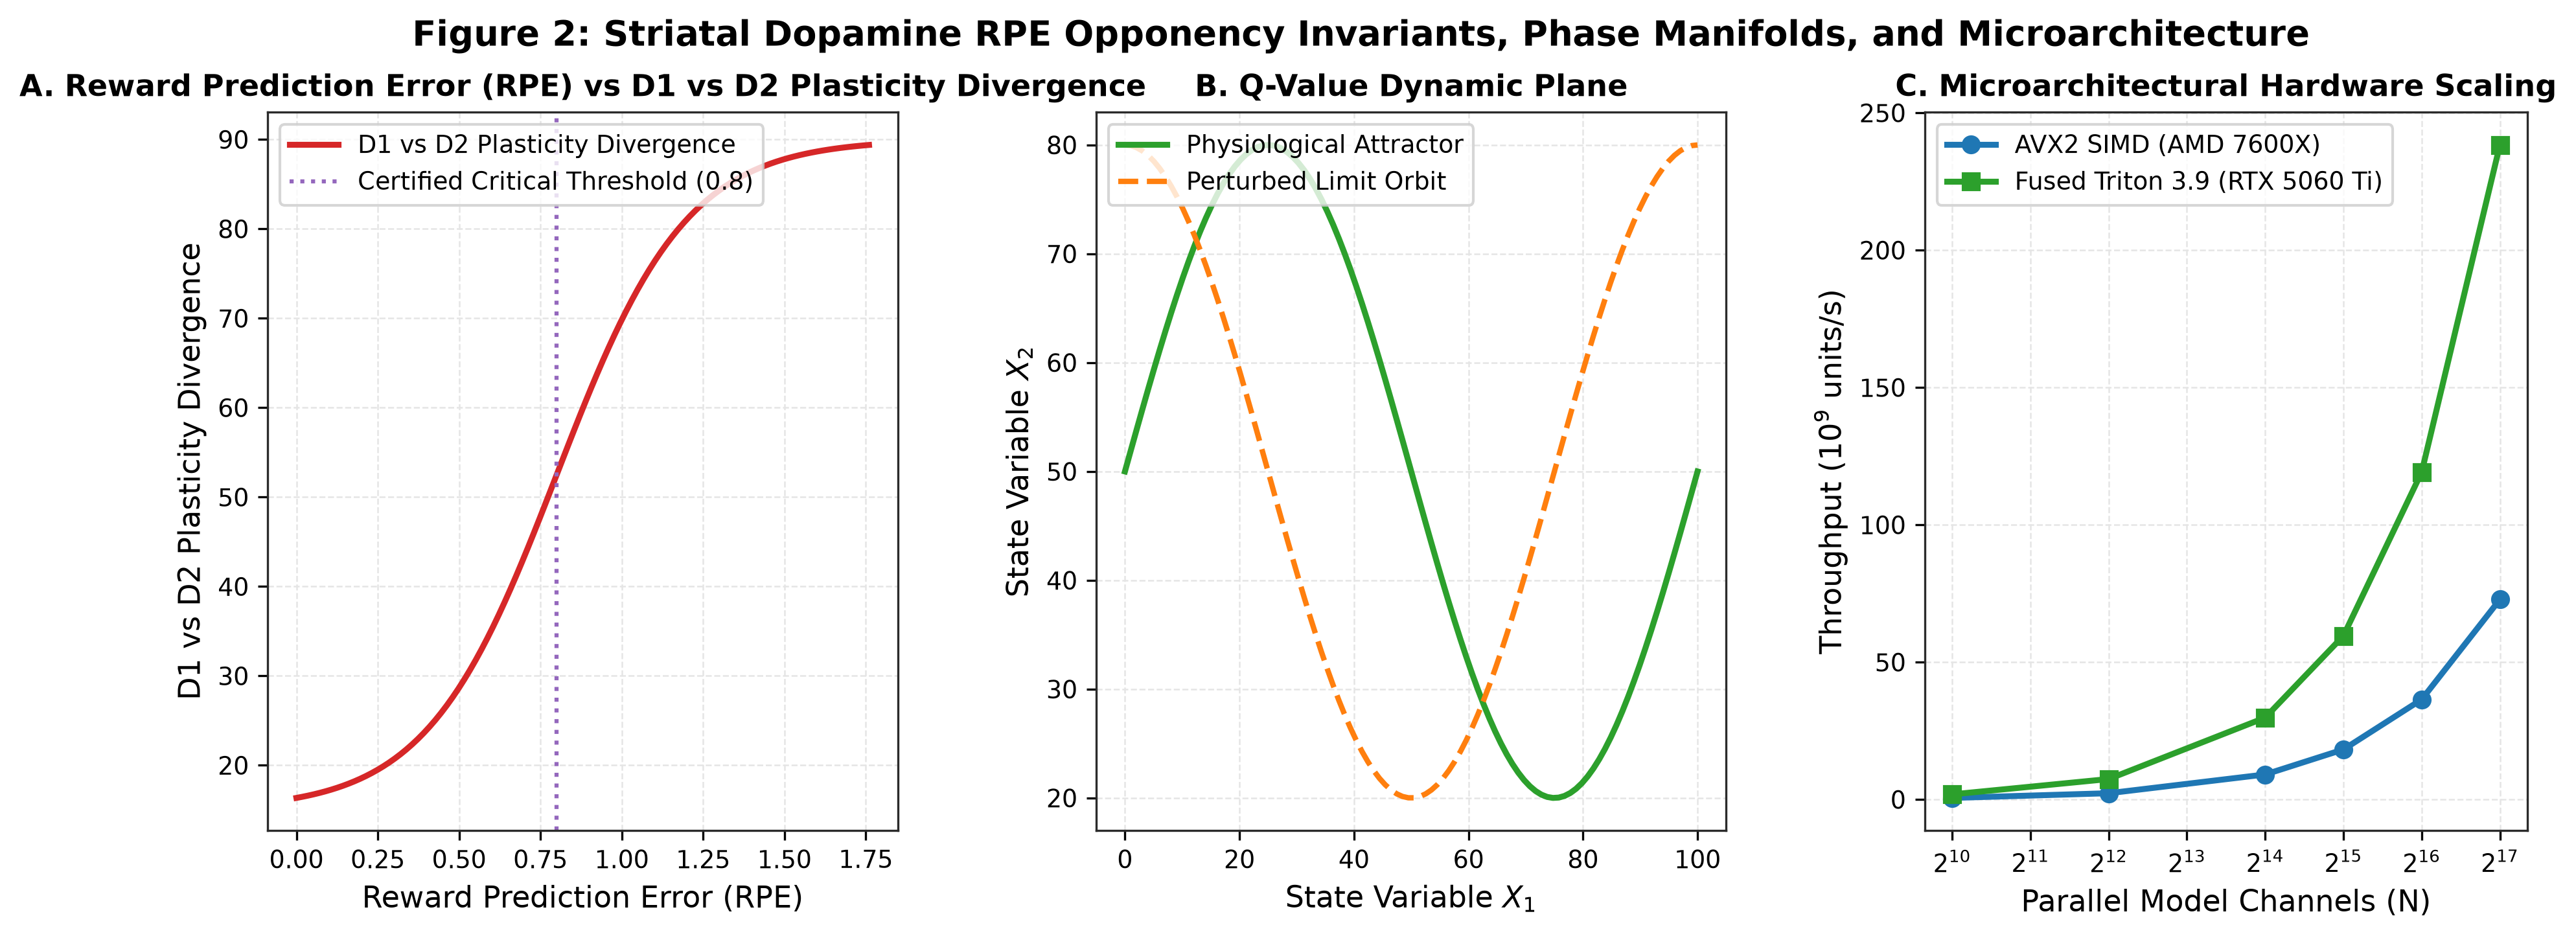 Figure 2: Striatal Dopamine RPE Opponency Invariants, Phase Manifolds, and Microarchitecture
A. Reward Prediction Error (RPE) vs D1 vs D2 Plasticity Divergence
D1 vs D2 Plasticity Divergence
Certified Critical Threshold (0.8)
D1 vs D2 Plasticity Divergence
90
80
70
60
50
40
30
20
0.00 0.25 0.50 0.75 1.00 1.25 1.50 1.75
Reward Prediction Error (RPE)
B. Q-Value Dynamic Plane
Physiological Attractor
Perturbed Limit Orbit
State Variable X₂
80
70
60
50
40
30
20
0 20 40 60 80 100
State Variable X₁
C. Microarchitectural Hardware Scaling
AVX2 SIMD (AMD 7600X)
Fused Triton 3.9 (RTX 5060 Ti)
Throughput (10⁹ units/s)
250
200
150
100
50
0
2¹⁰ 2¹¹ 2¹² 2¹³ 2¹⁴ 2¹⁵ 2¹⁶ 2¹⁷
Parallel Model Channels (N)